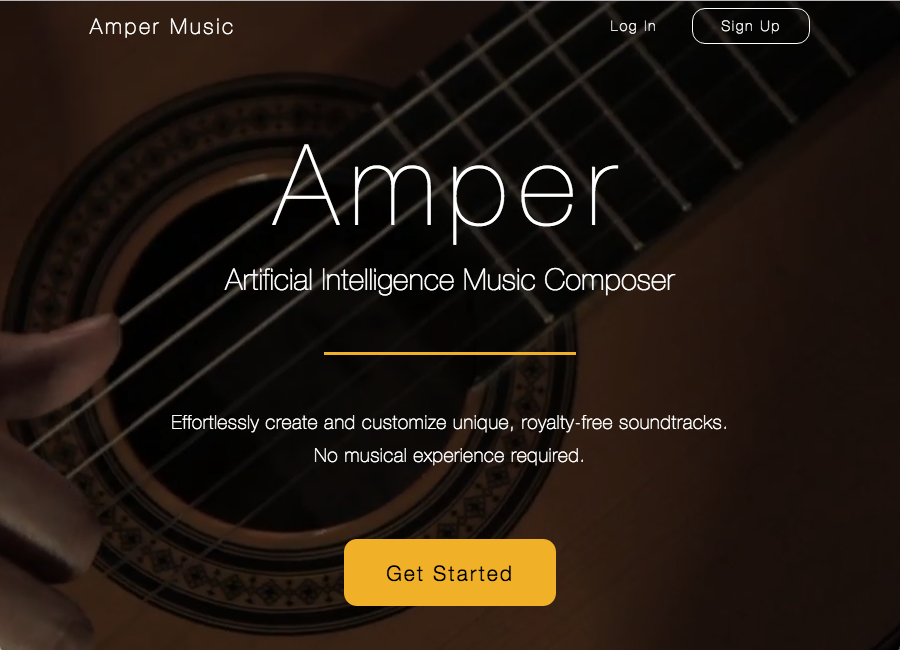 Amper Music
Log In
Sign Up
Amper
Artificial Intelligence Music Composer
Effortlessly create and customize unique, royalty-free soundtracks.
No musical experience required.
Get Started